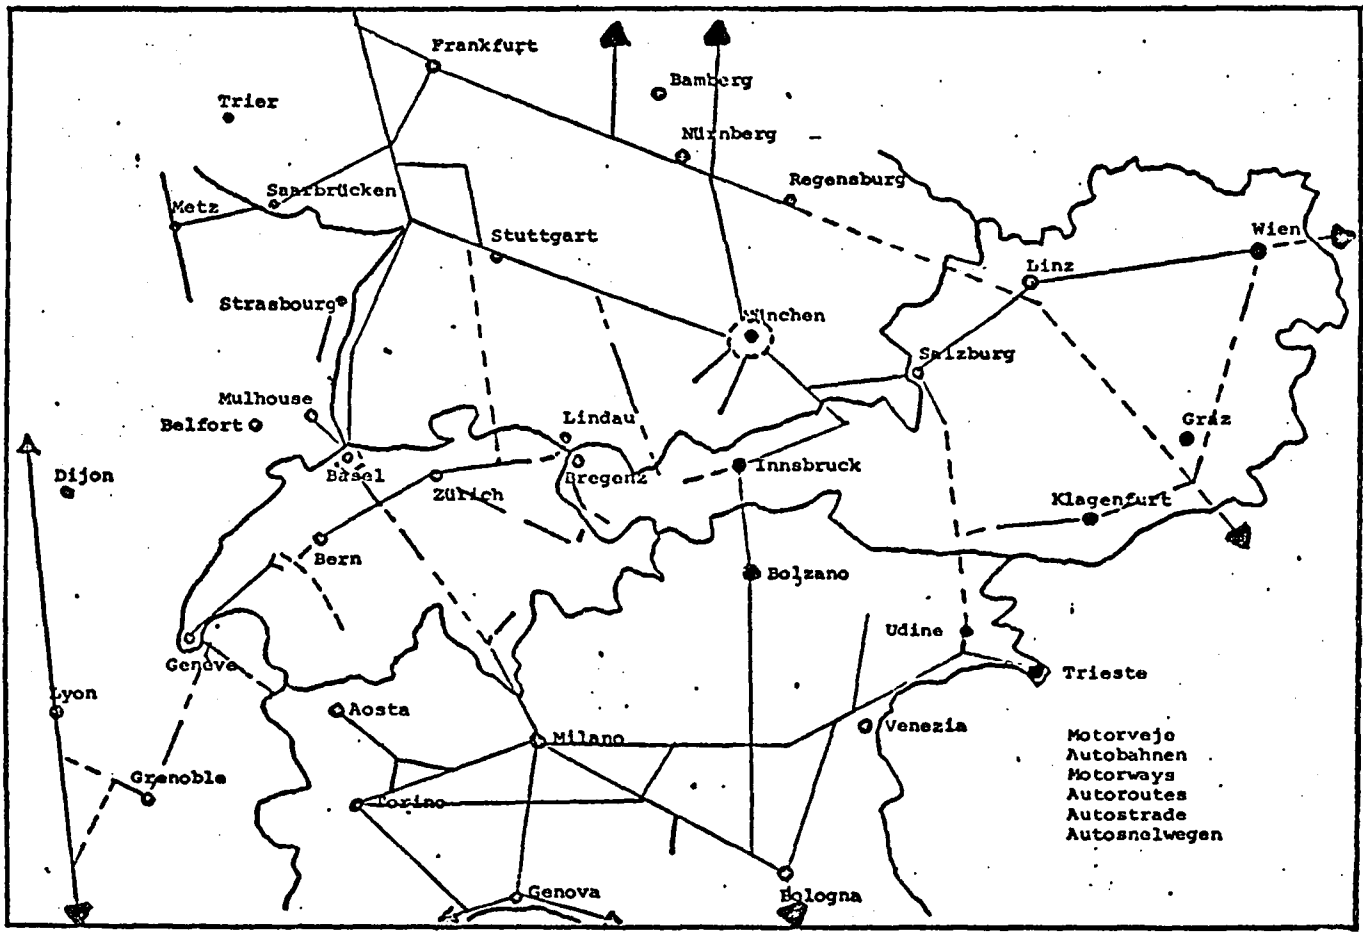 Frankfurt
Bamberg
Trier
Nürnberg
Regensburg
Saarbrücken
Metz
Wien
Stuttgart
Linz
Strasbourg
München
Salzburg
Mulhouse
Lindau
Graz
Belfort
Innsbruck
Dijon
Basel
Bregenz
Zürich
Klagenfurt
Bern
Bolzano
Udine
Genève
Trieste
Lyon
Aosta
Venezia
Milano
Motorveje
Autobahnen
Motorways
Grenoble
Autoroutes
Torino
Autostrade
Autosnelwegen
Genova
Bologna